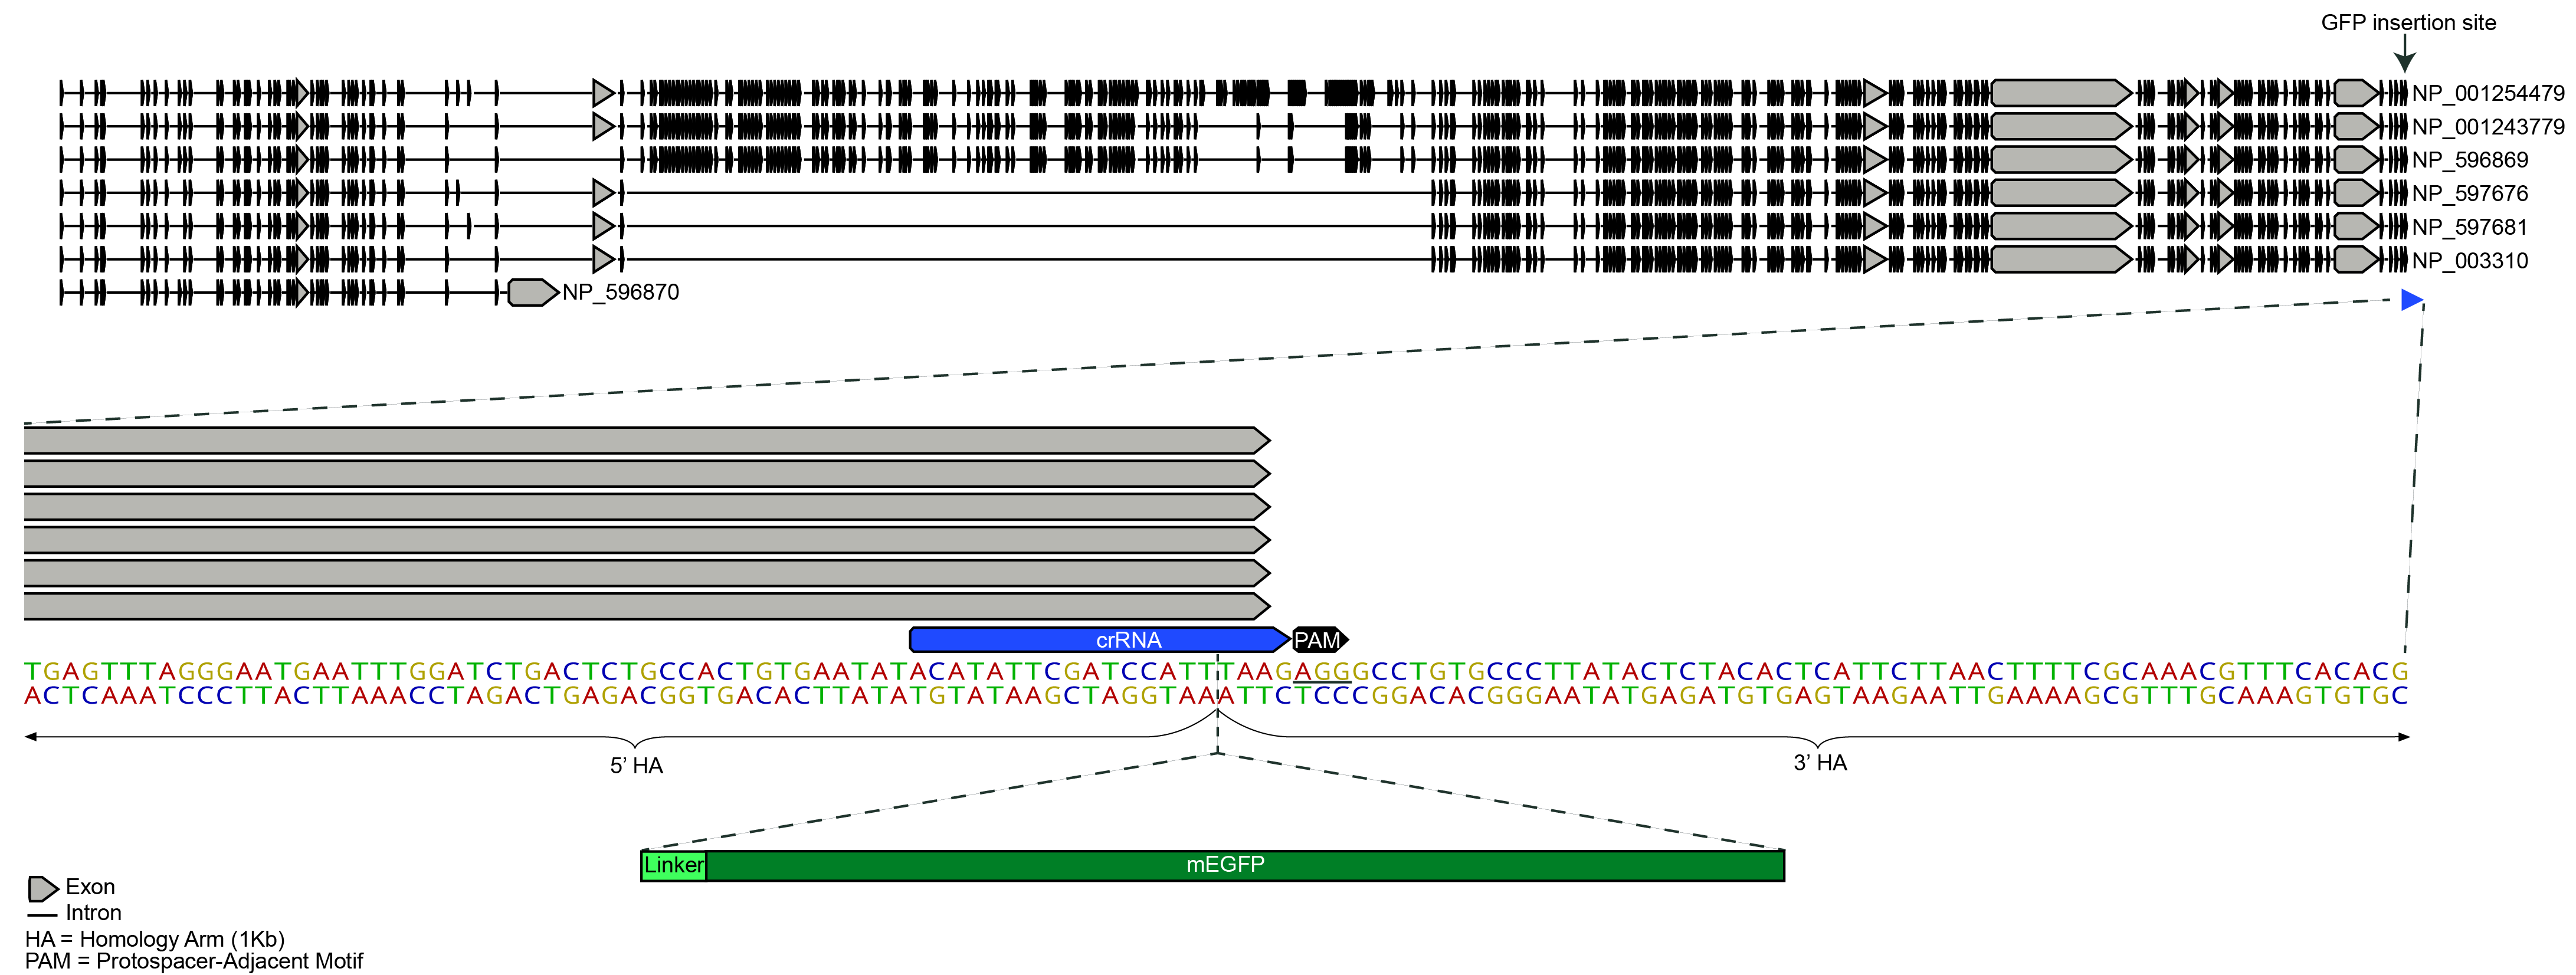 GFP insertion site
NP_001254479
NP_001243779
NP_596869
NP_597676
NP_597681
NP_003310
NP_596870
crRNA PAM
TGAGTTTAGGGAATGAATTTGGATCTGACTCTGCCACTGTGAATATACATATTCGATCCATTTAAGAGGGCCTGTGCCCTTATACTCTACACTCATTCTTAACTTTTCGCAAACGTTTCACACG
ACTCAAATCCCTTACTTAAACCTAGACTGAGACGGTGACACTTATATGTATAAGCTAGGTAAATTCTCCCGGACACGGGAATATGAGATGTGAGTAAGAATTGAAAAGCGTTTGCAAAGTGTGC
5’ HA 3’ HA
Linker mEGFP
Exon
Intron
HA = Homology Arm (1Kb)
PAM = Protospacer-Adjacent Motif